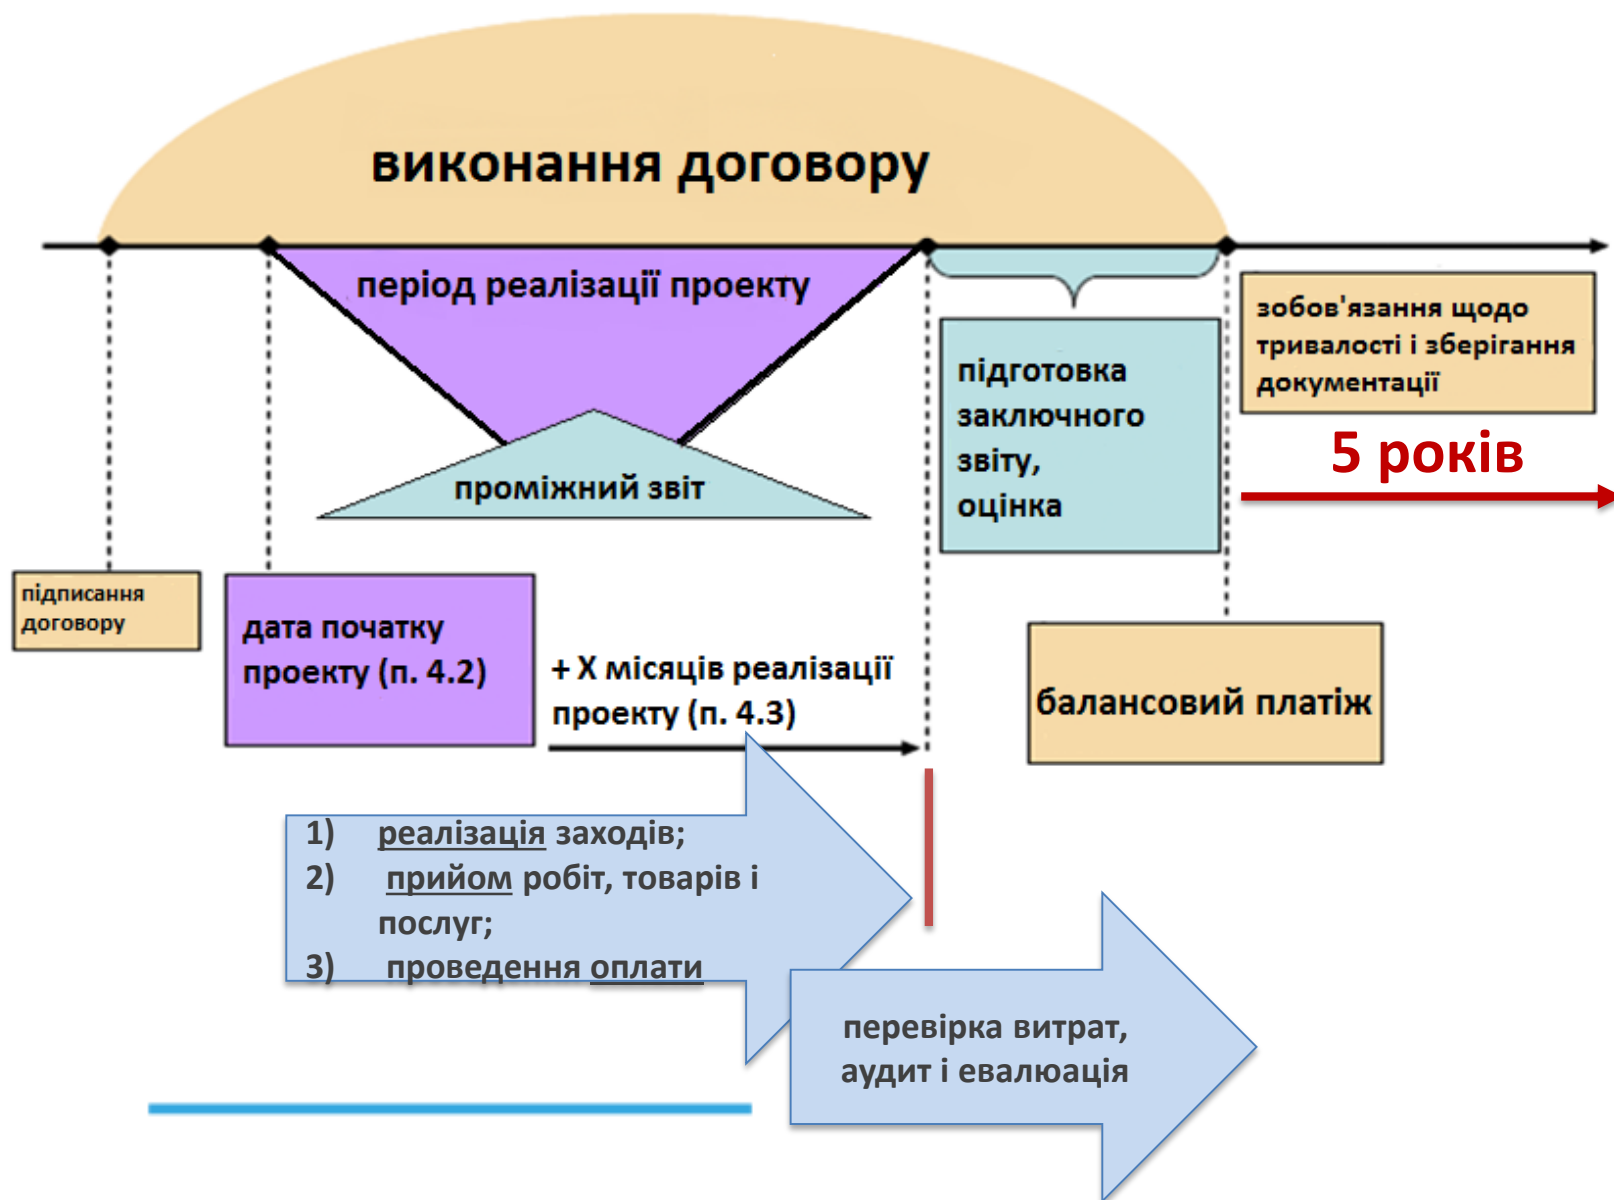 виконання договору
період реалізації проекту
проміжний звіт
підготовка
заключного
звіту,
оцінка
зобов'язання щодо
тривалості і зберігання
документації
5 років
підписання
договору
дата початку
проекту (п. 4.2)
+ X місяців реалізації
проекту (п. 4.3)
балансовий платіж
1) реалізація заходів;
2) прийом робіт, товарів і
послуг;
3) проведення оплати
перевірка витрат,
аудит і евалюація